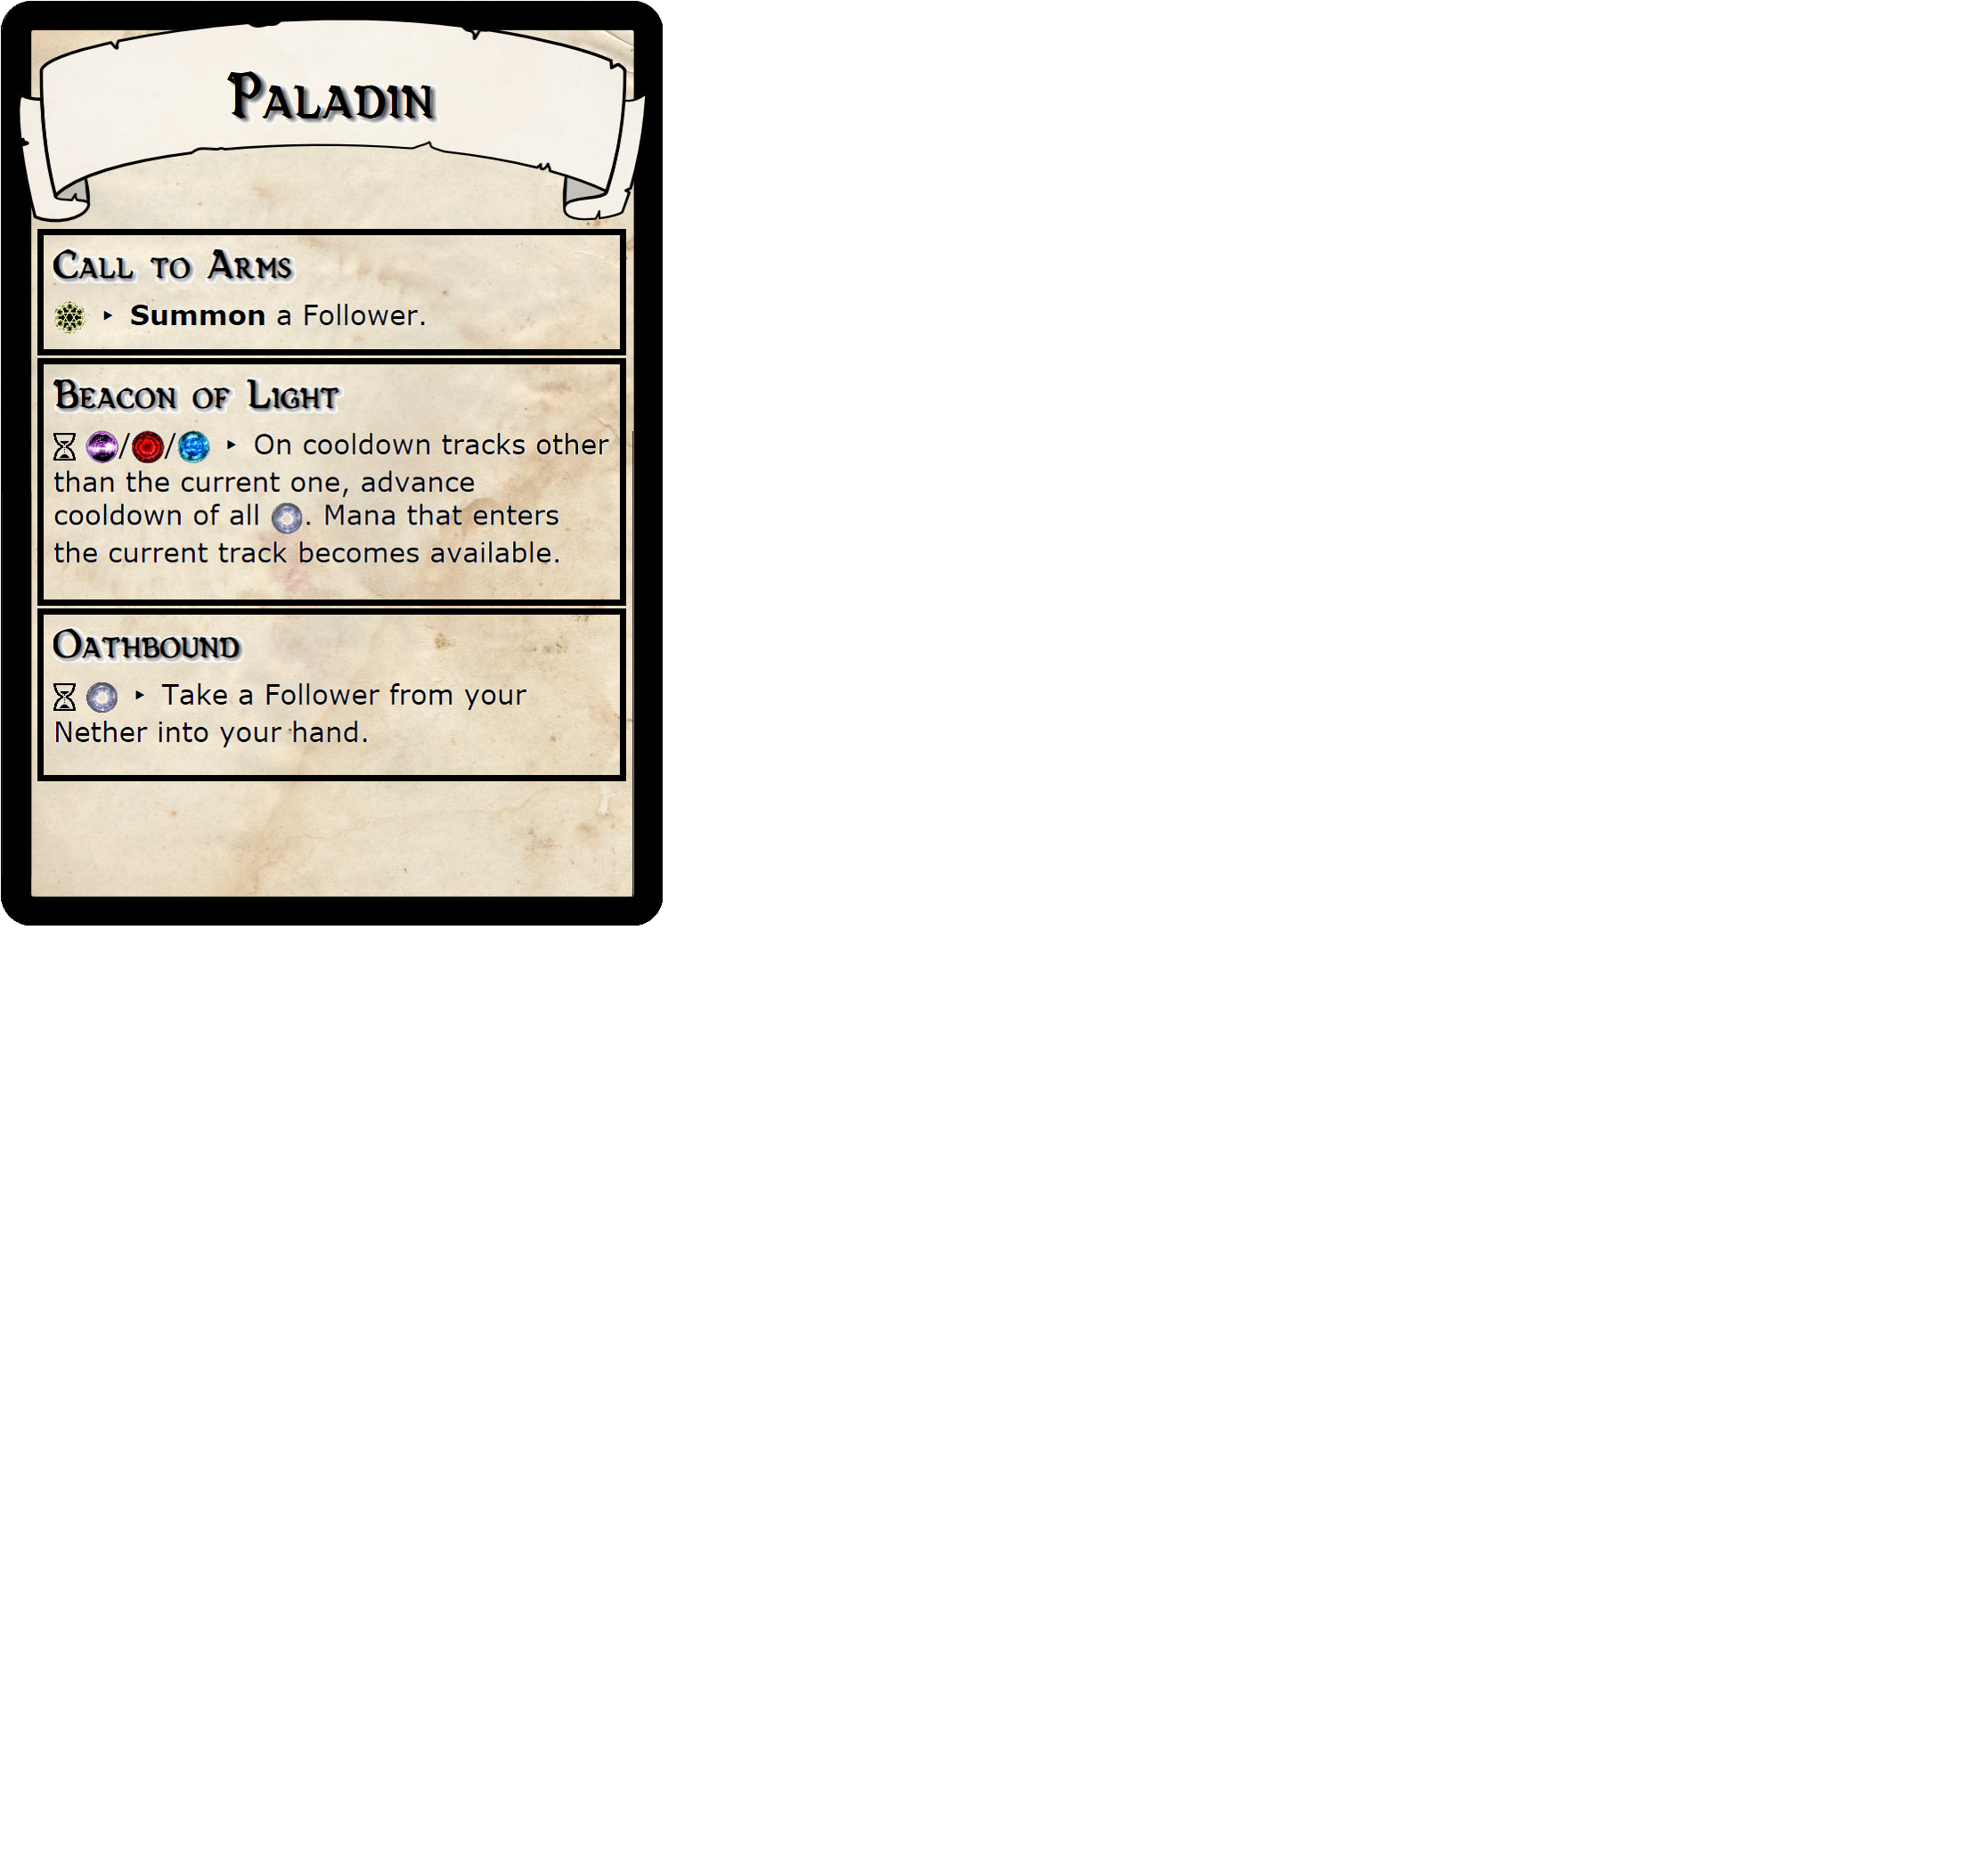 Paladin
Call to Arms
‣ Summon a Follower.
Beacon of Light
/ / ‣ On cooldown tracks other
than the current one, advance
cooldown of all . Mana that enters
the current track becomes available.
Oathbound
‣ Take a Follower from your
Nether into your hand.